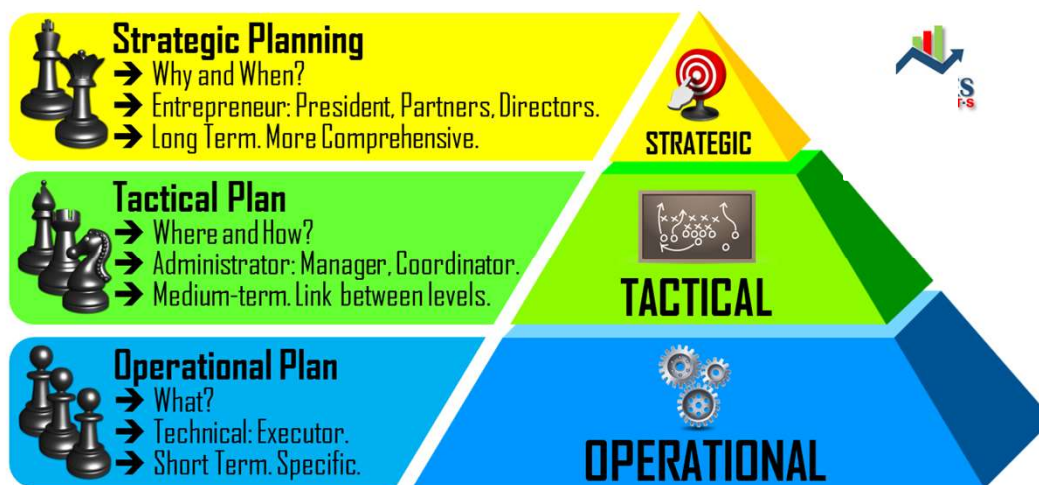 Strategic Planning
➔ Why and When?
➔ Entrepreneur: President, Partners, Directors.
➔ Long Term. More Comprehensive.
STRATEGIC
Tactical Plan
➔ Where and How?
➔ Administrator: Manager, Coordinator.
➔ Medium-term. Link between levels.
TACTICAL
Operational Plan
➔ What?
➔ Technical: Executor.
➔ Short Term. Specific.
OPERATIONAL